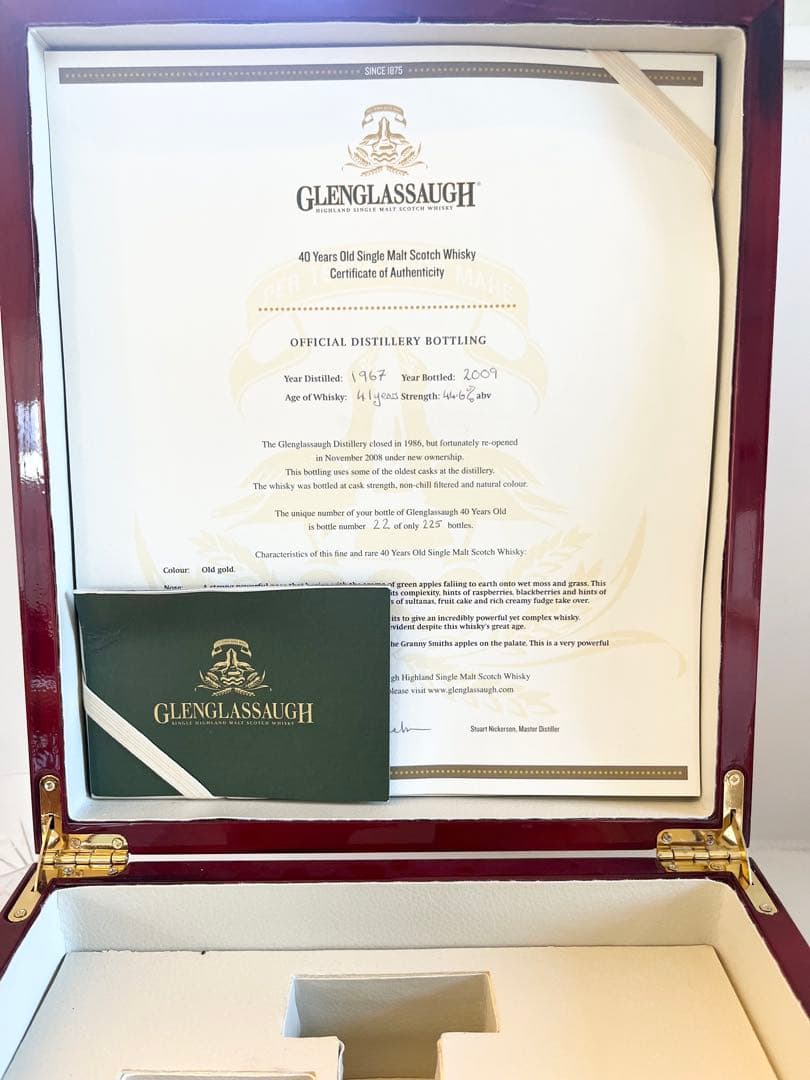 SINCE 1875
GLENGLASSAUGH®
HIGHLAND SINGLE MALT SCOTCH WHISKY
40 Years Old Single Malt Scotch Whisky
Certificate of Authenticity
OFFICIAL DISTILLERY BOTTLING
Year Distilled: 1967 Year Bottled: 2009
Age of Whisky: 41 years Strength: 44.6% abv
The Glenglassaugh Distillery closed in 1986, but fortunately re-opened
in November 2008 under new ownership.
This bottling uses some of the oldest casks at the distillery.
The whisky was bottled at cask strength, non-chill filtered and natural colour.
The unique number of your bottle of Glenglassaugh 40 Years Old
is bottle number 22 of only 225 bottles.
Characteristics of this fine and rare 40 Years Old Single Malt Scotch Whisky:
Colour: Old gold.
Nose: of green apples falling to earth onto wet moss and grass. This
complexity, hints of raspberries, blackberries and hints of
of sultanas, fruit cake and rich creamy fudge take over.
to give an incredibly powerful yet complex whisky.
evident despite this whisky's great age.
Granny Smiths apples on the palate. This is a very powerful
Highland Single Malt Scotch Whisky
please visit www.glenglassaugh.com
Stuart Nickerson, Master Distiller
GLENGLASSAUGH
SINGLE HIGHLAND MALT SCOTCH WHISKY